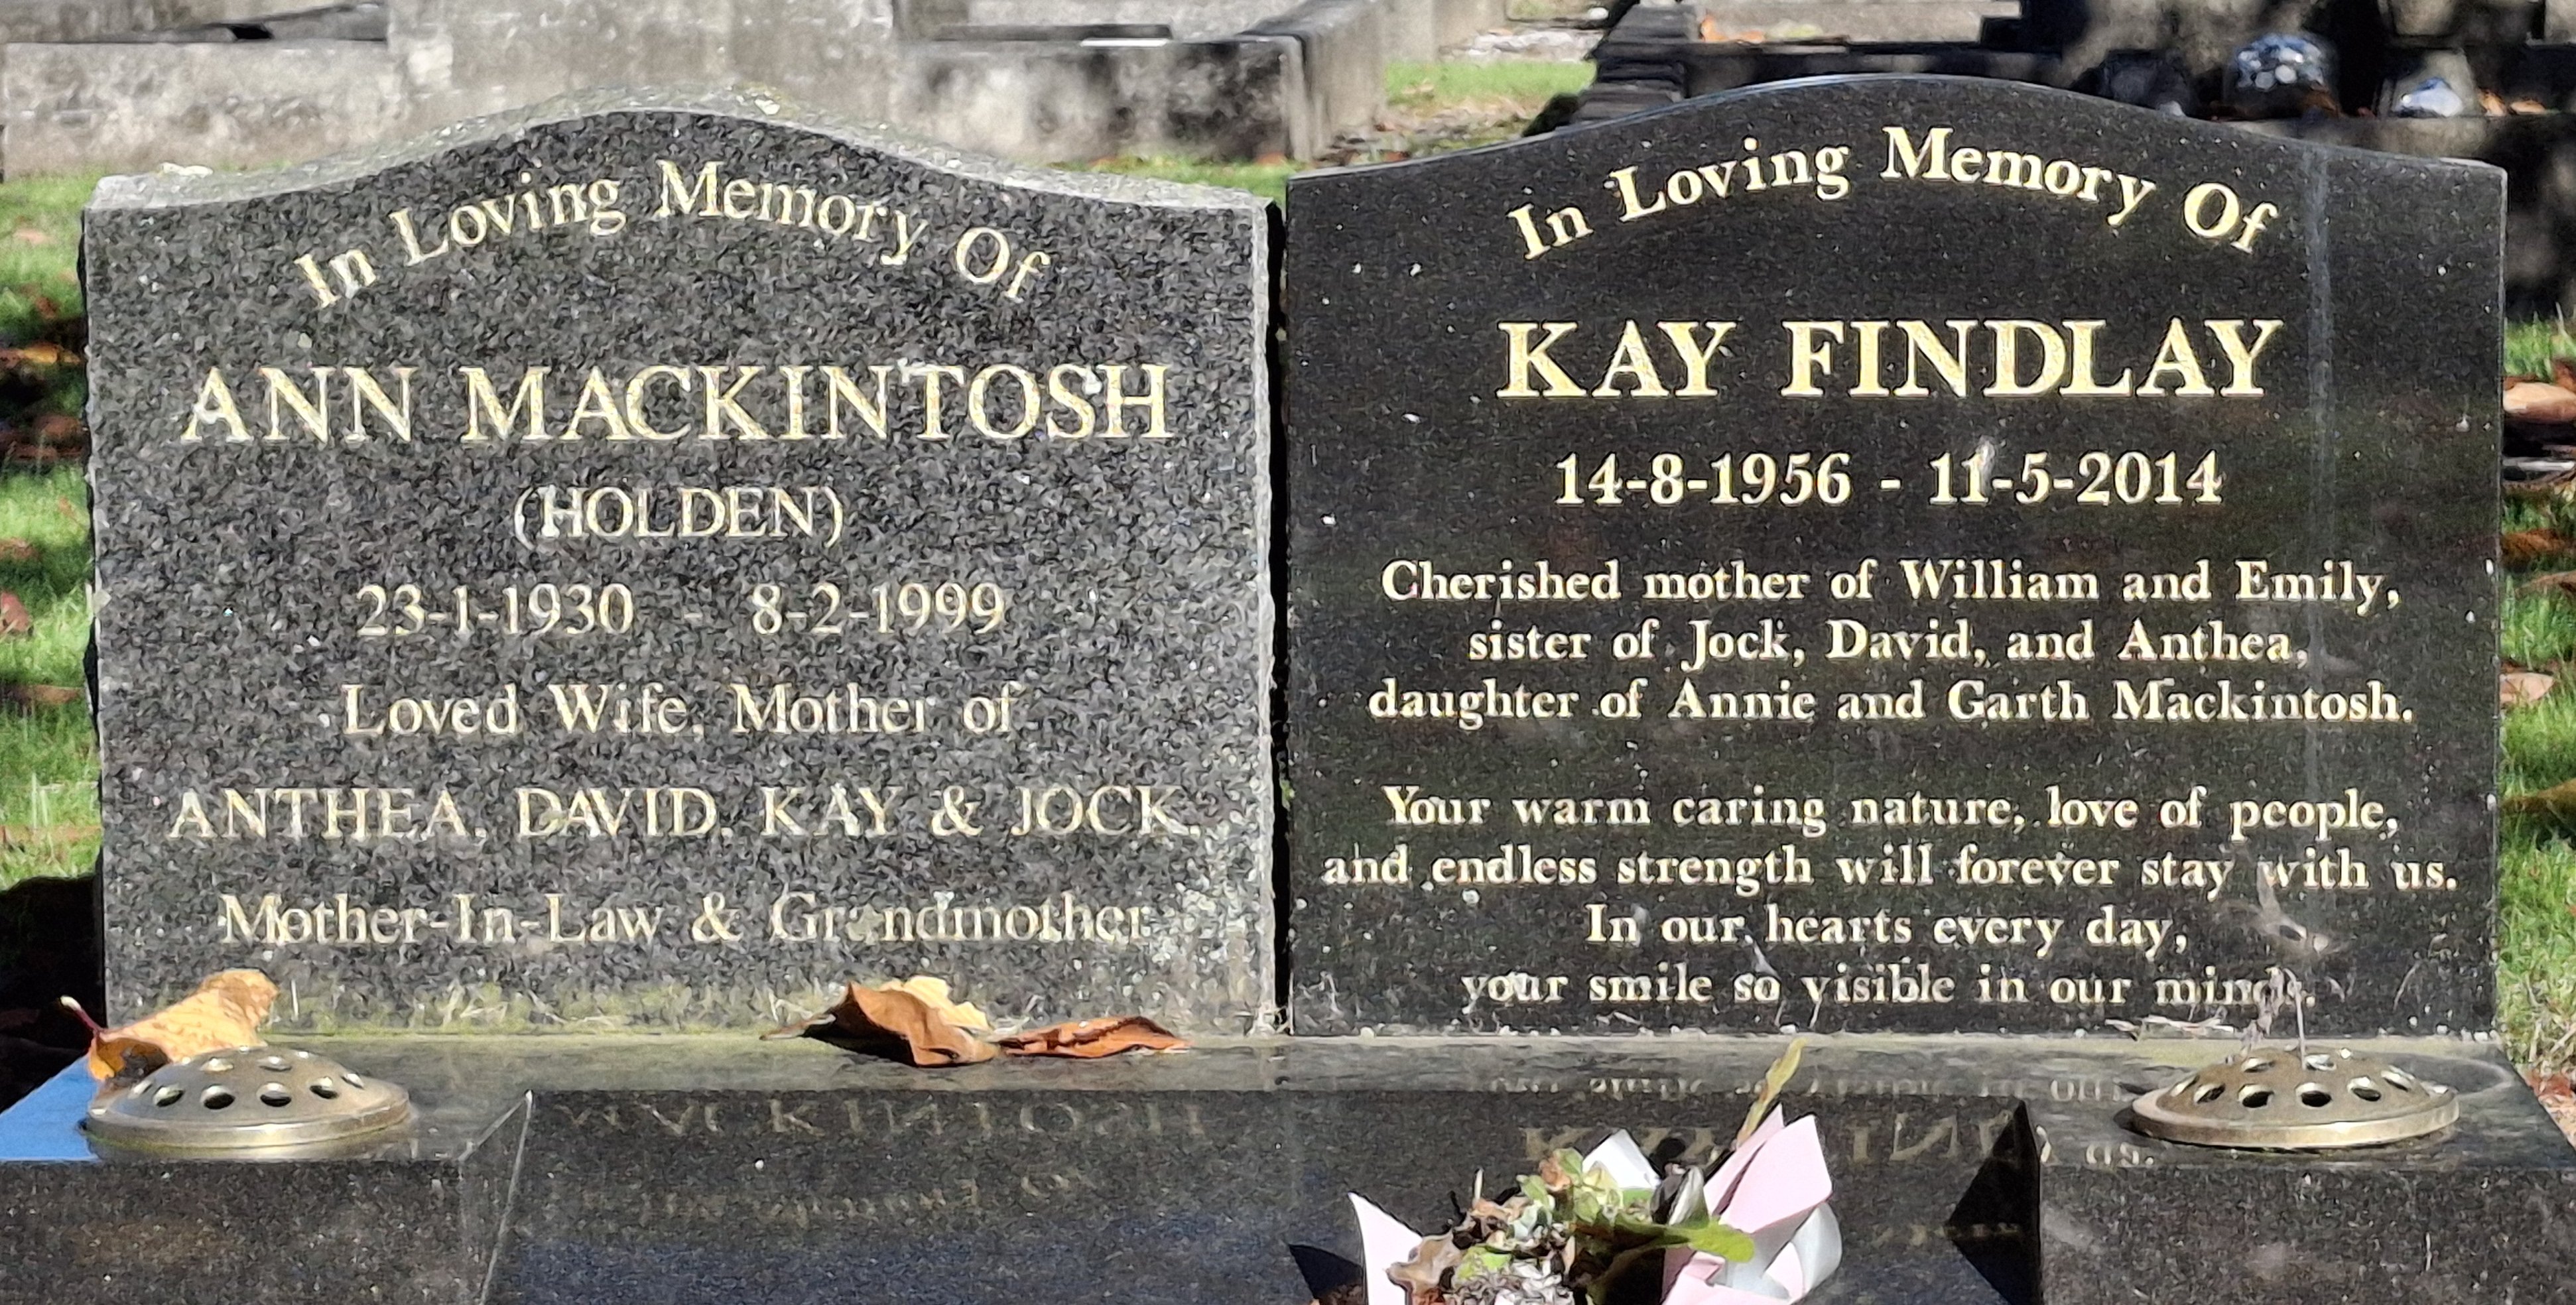 In Loving Memory Of
ANN MACKINTOSH
(HOLDEN)
23-1-1930 - 8-2-1999
Loved Wife, Mother of
ANTHEA, DAVID, KAY & JOCK.
Mother-In-Law & Grandmother
In Loving Memory Of
KAY FINDLAY
14-8-1956 - 11-5-2014
Cherished mother of William and Emily,
sister of Jock, David, and Anthea,
daughter of Annie and Garth Mackintosh.
Your warm caring nature, love of people,
and endless strength will forever stay with us.
In our hearts every day,
your smile so visible in our minds.